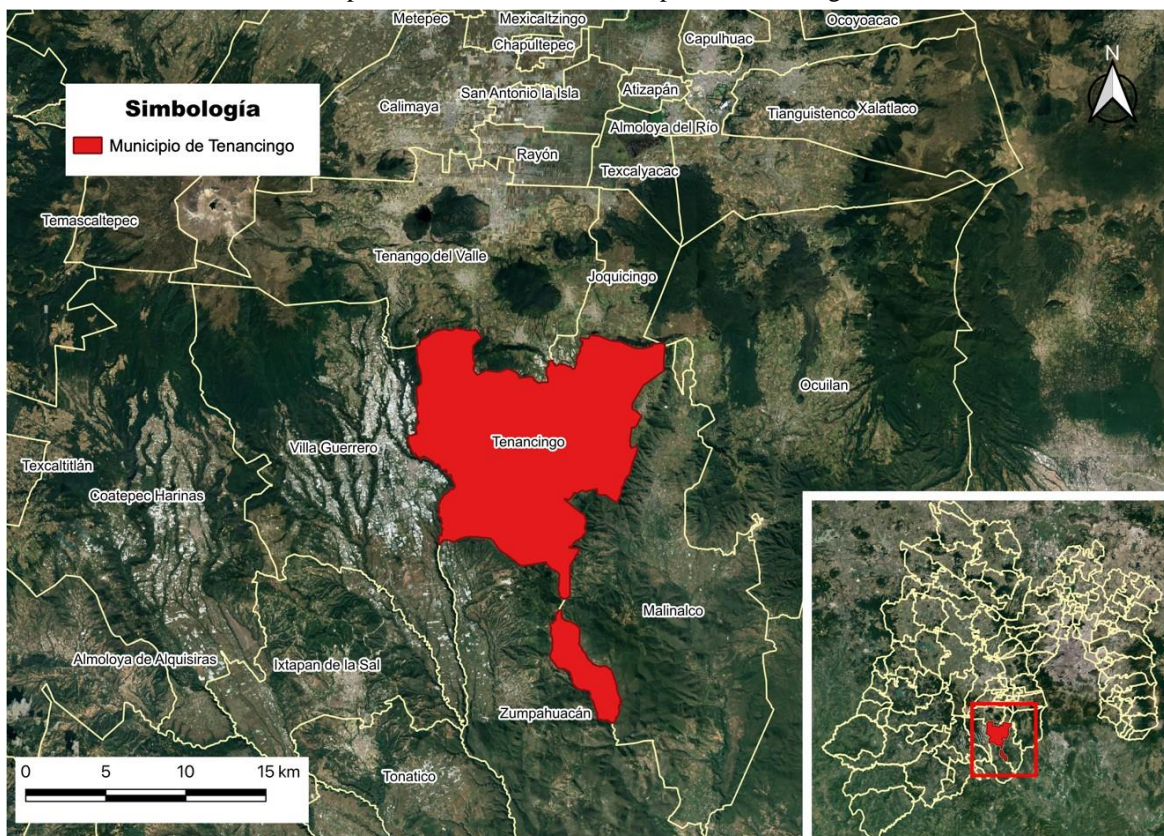 Metepec
Mexicaltzingo
Ocoyoacac
Chapultepec
Capulhuac
N
Simbología
Municipio de Tenancingo
Calimaya
San Antonio la Isla
Atizapán
Tianguistenco
Xalatlaco
Almoloya del Río
Rayón
Texcalyacac
Temascaltepec
Tenango del Valle
Joquicingo
Ocuilan
Tenancingo
Villa Guerrero
Texcaltitlán
Coatepec Harinas
Malinalco
Almoloya de Alquisiras
Ixtapan de la Sal
Zumpahuacán
Tonatico
0 5 10 15 km